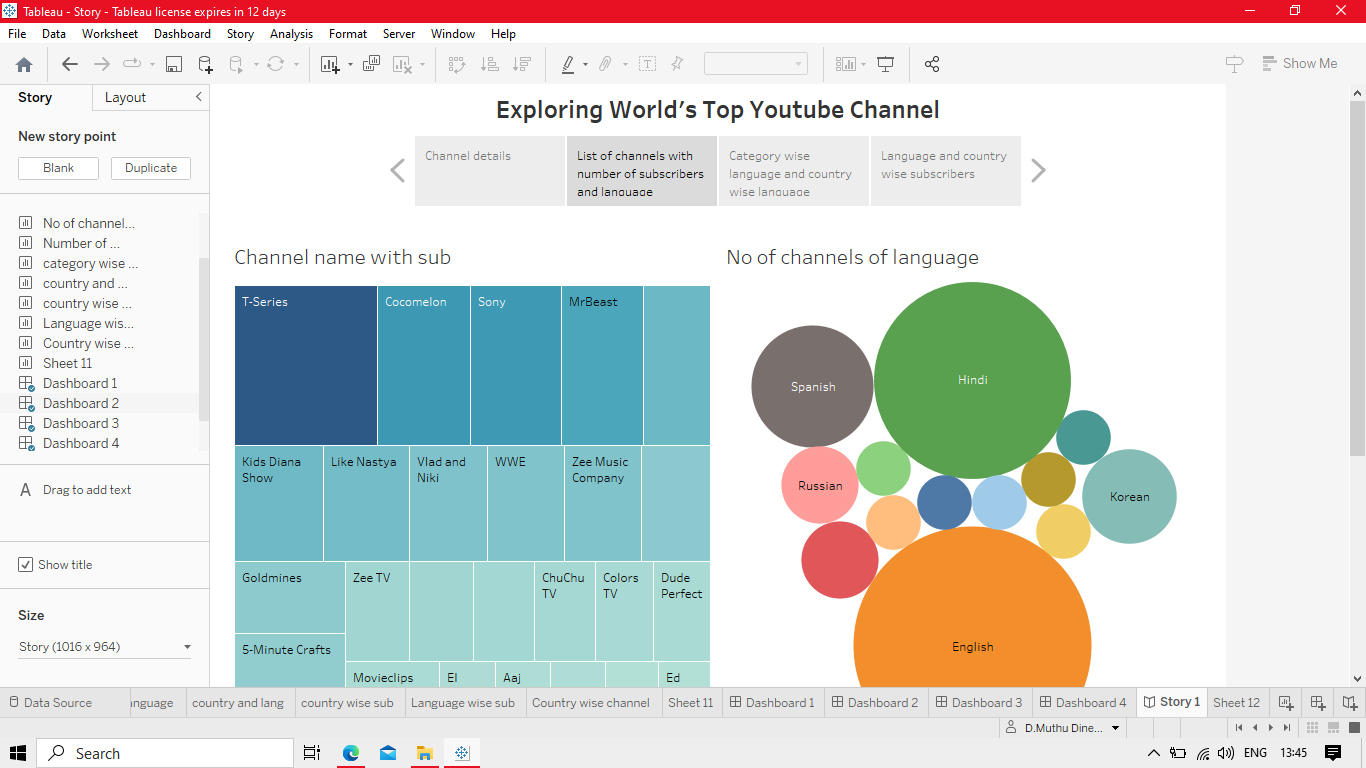 Tableau - Story - Tableau license expires in 12 days
File Data Worksheet Dashboard Story Analysis Format Server Window Help
Show Me
Story Layout
New story point
Blank Duplicate
No of channel...
Number of ...
category wise ...
country and ...
country wise ...
Language wis...
Country wise ...
Sheet 11
Dashboard 1
Dashboard 2
Dashboard 3
Dashboard 4
A Drag to add text
Show title
Size
Story (1016 x 964)
Exploring World's Top Youtube Channel
Channel details
List of channels with
number of subscribers
and language
Category wise
language and country
wise language
Language and country
wise subscribers
Channel name with sub
T-Series Cocomelon Sony MrBeast
Kids Diana
Show
Like Nastya
Vlad and
Niki
WWE
Zee Music
Company
Goldmines
Zee TV
ChuChu
TV
Colors
TV
Dude
Perfect
5-Minute Crafts
Movieclips El Aaj Ed
No of channels of language
Hindi
Spanish
Russian
Korean
English
Data Source nguage country and lang country wise sub Language wise sub Country wise channel Sheet 11 Dashboard 1 Dashboard 2 Dashboard 3 Dashboard 4 Story 1 Sheet 12
D.Muthu Dine...
Search
ENG 13:45